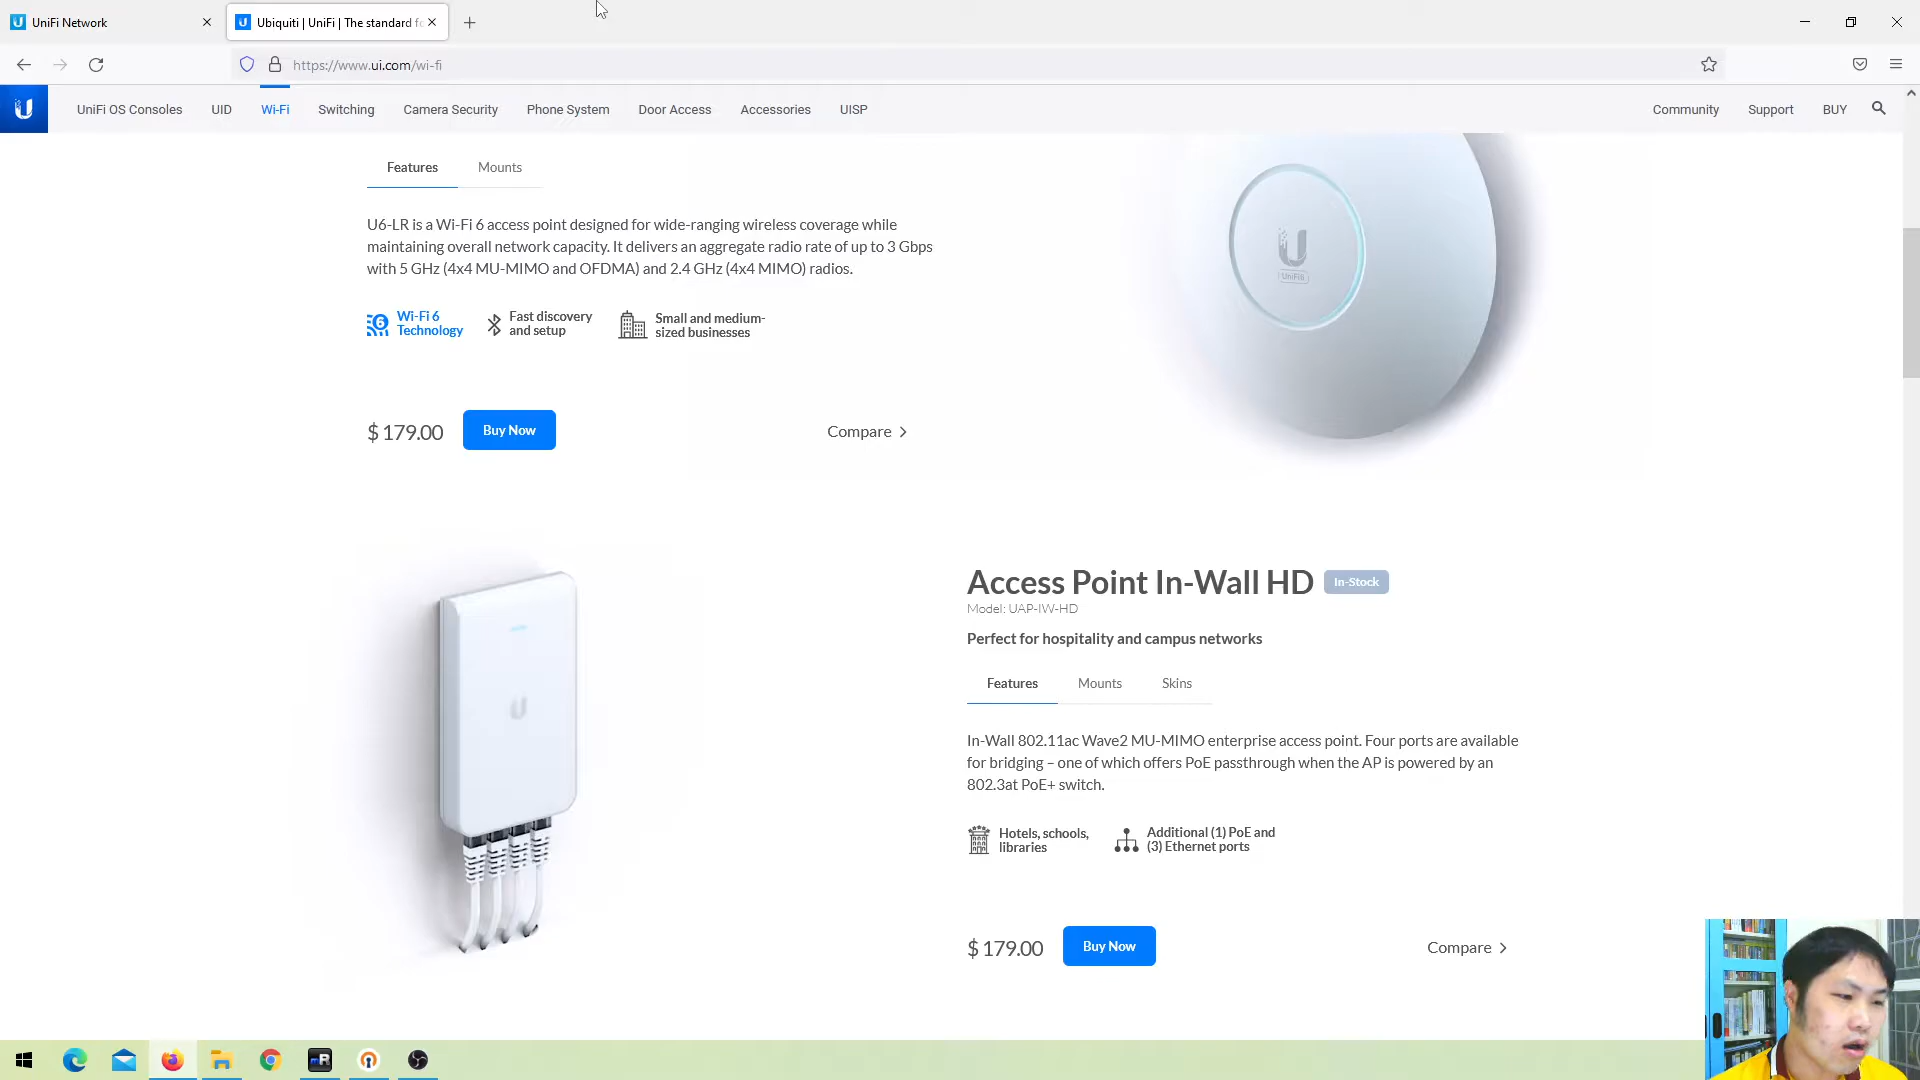 UniFi Network
Ubiquiti | UniFi | The standard fo
https://www.ui.com/wi-fi
UniFi OS Consoles
UID
Wi-Fi
Switching
Camera Security
Phone System
Door Access
Accessories
UISP
Community
Support
BUY
Features
Mounts
U6-LR is a Wi-Fi 6 access point designed for wide-ranging wireless coverage while
maintaining overall network capacity. It delivers an aggregate radio rate of up to 3 Gbps
with 5 GHz (4x4 MU-MIMO and OFDMA) and 2.4 GHz (4x4 MIMO) radios.
Wi-Fi 6
Technology
Fast discovery
and setup
Small and medium-
sized businesses
$ 179.00
Buy Now
Compare
UniFi6
Access Point In-Wall HD
In-Stock
Model: UAP-IW-HD
Perfect for hospitality and campus networks
Features
Mounts
Skins
In-Wall 802.11ac Wave2 MU-MIMO enterprise access point. Four ports are available
for bridging – one of which offers PoE passthrough when the AP is powered by an
802.3at PoE+ switch.
Hotels, schools,
libraries
Additional (1) PoE and
(3) Ethernet ports
$ 179.00
Buy Now
Compare